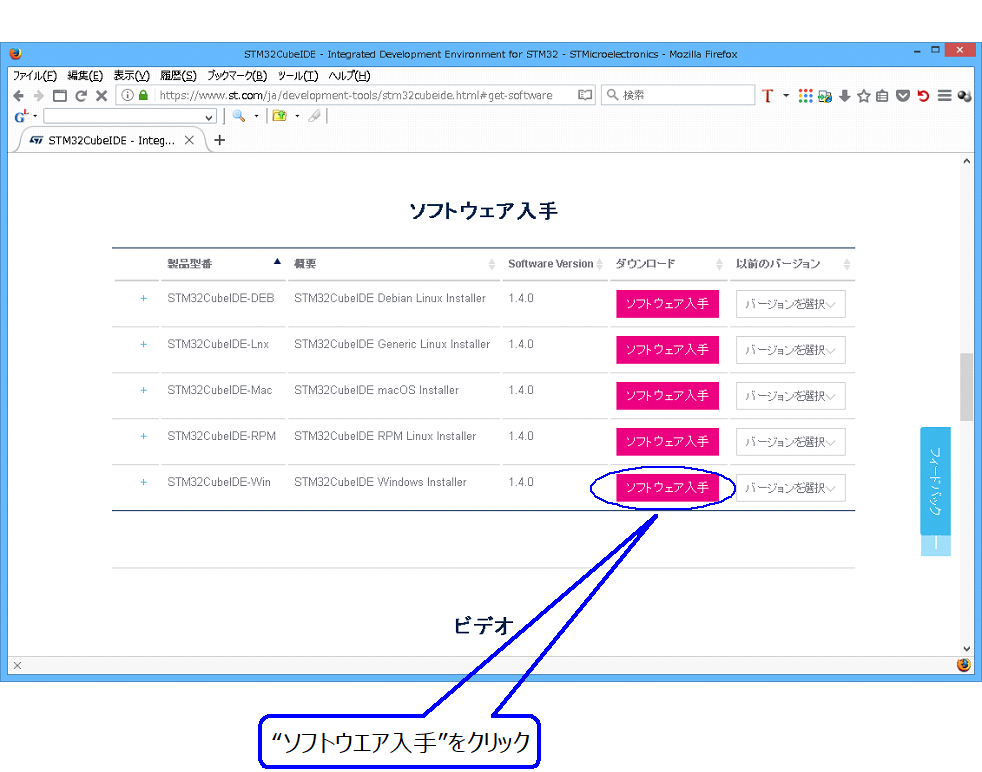 STM32CubeIDE - Integrated Development Environment for STM32 - STMicroelectronics - Mozilla Firefox
ファイル(F) 編集(E) 表示(V) 履歴(S) ブックマーク(B) ツール(T) ヘルプ(H)
https://www.st.com/ja/development-tools/stm32cubeide.html#get-software 検索
STM32CubeIDE - Integ...
ソフトウェア入手
製品型番 概要 Software Version ダウンロード 以前のバージョン
+ STM32CubeIDE-DEB STM32CubeIDE Debian Linux Installer 1.4.0 ソフトウェア入手 バージョンを選択
+ STM32CubeIDE-Lnx STM32CubeIDE Generic Linux Installer 1.4.0 ソフトウェア入手 バージョンを選択
+ STM32CubeIDE-Mac STM32CubeIDE macOS Installer 1.4.0 ソフトウェア入手 バージョンを選択
+ STM32CubeIDE-RPM STM32CubeIDE RPM Linux Installer 1.4.0 ソフトウェア入手 バージョンを選択
+ STM32CubeIDE-Win STM32CubeIDE Windows Installer 1.4.0 ソフトウェア入手 バージョンを選択
フィードバック
ビデオ
“ソフトウエア入手”をクリック